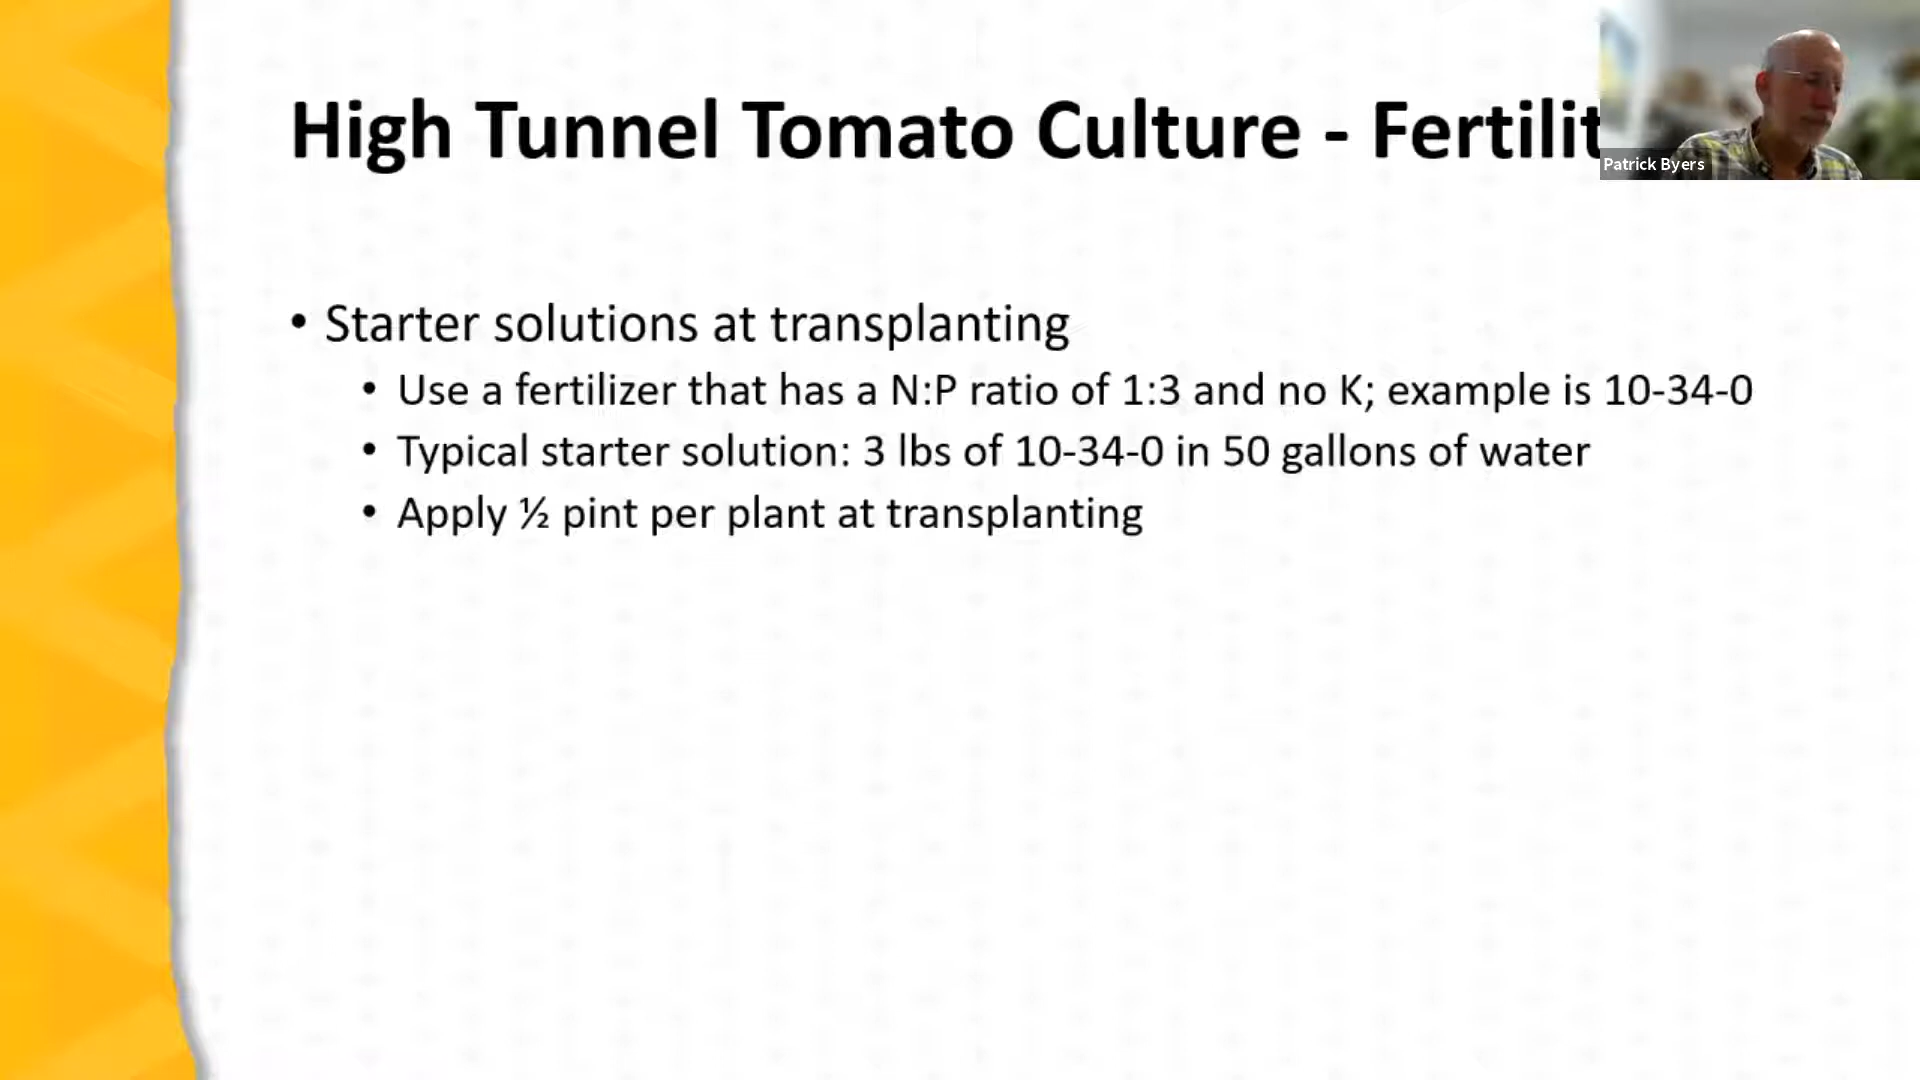 High Tunnel Tomato Culture - Fertilit
Patrick Byers
• Starter solutions at transplanting
• Use a fertilizer that has a N:P ratio of 1:3 and no K; example is 10-34-0
• Typical starter solution: 3 lbs of 10-34-0 in 50 gallons of water
• Apply ½ pint per plant at transplanting